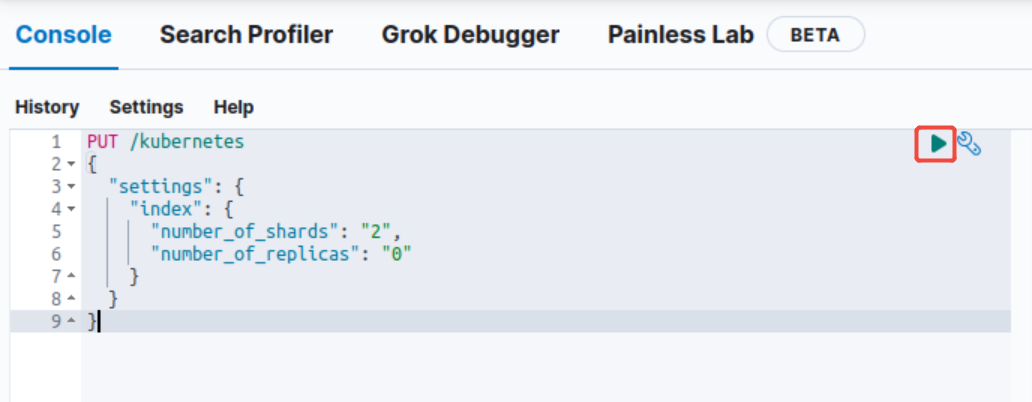 Console Search Profiler Grok Debugger Painless Lab BETA
History Settings Help
1 PUT /kubernetes
2 {
3 "settings": {
4 "index": {
5 "number_of_shards": "2",
6 "number_of_replicas": "0"
7 }
8 }
9 }